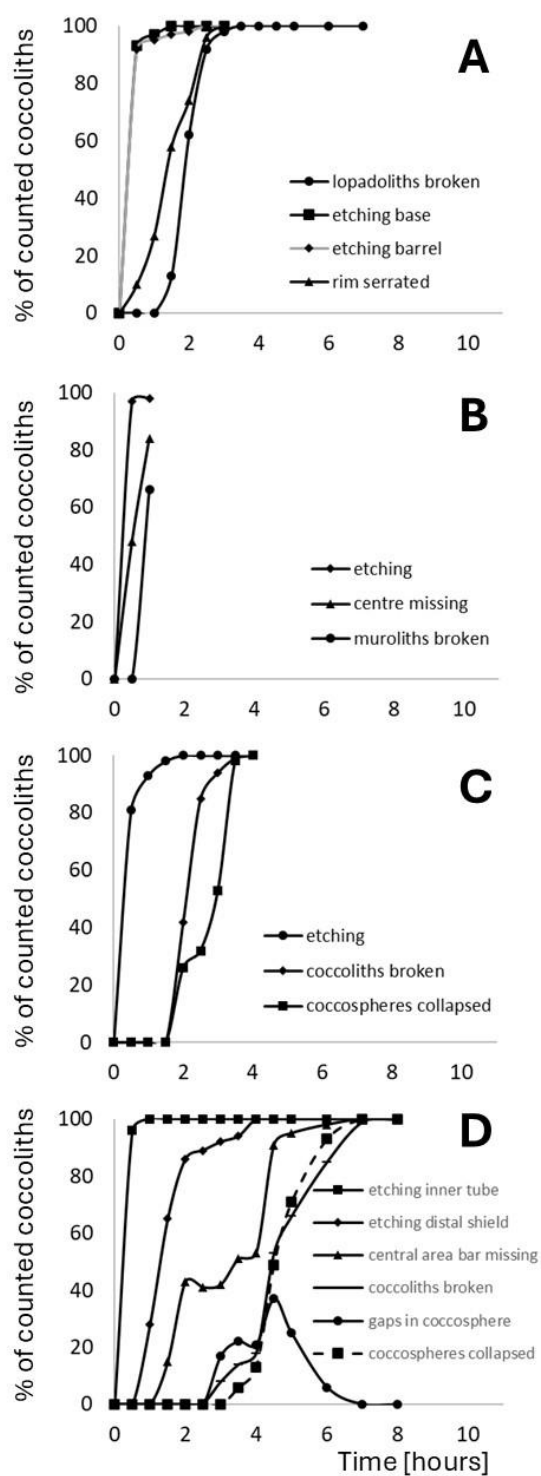 100
80
60
40
20
0
% of counted coccoliths
A
lopadoliths broken
etching base
etching barrel
rim serrated
0 2 4 6 8 10
100
80
60
40
20
0
% of counted coccoliths
B
etching
centre missing
muroliths broken
0 2 4 6 8 10
100
80
60
40
20
0
% of counted coccoliths
C
etching
coccoliths broken
coccospheres collapsed
0 2 4 6 8 10
100
80
60
40
20
0
% of counted coccoliths
D
etching inner tube
etching distal shield
central area bar missing
coccoliths broken
gaps in coccosphere
coccospheres collapsed
0 2 4 6 8 10
Time [hours]